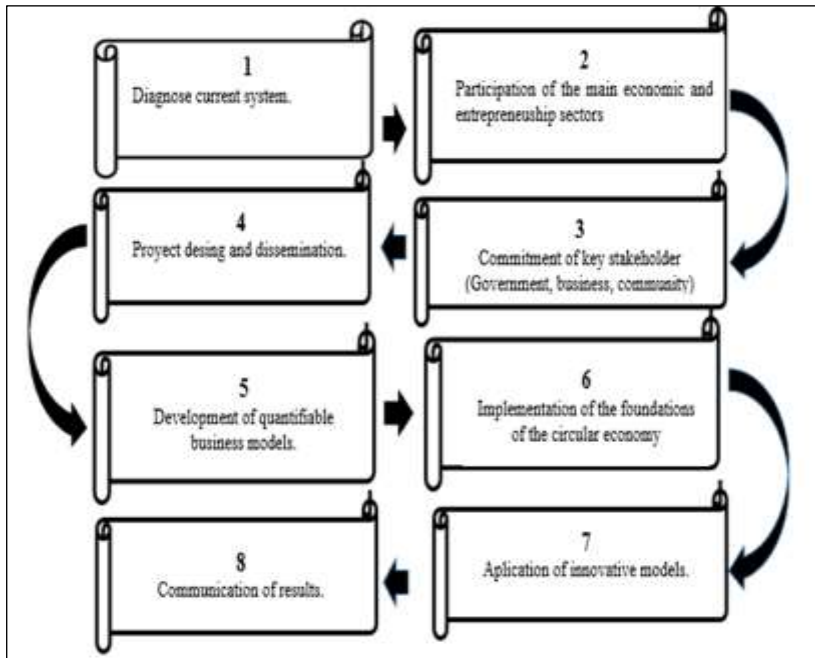 1
Diagnose current system.
2
Participation of the main economic and
entrepneuship sectors
3
Commitment of key stakeholder
(Government, business, community)
4
Proyect desing and dissemination.
5
Development of quantifiable
business models.
6
Implementation of the foundations
of the circular economy
7
Aplication of innovative models.
8
Communication of results.